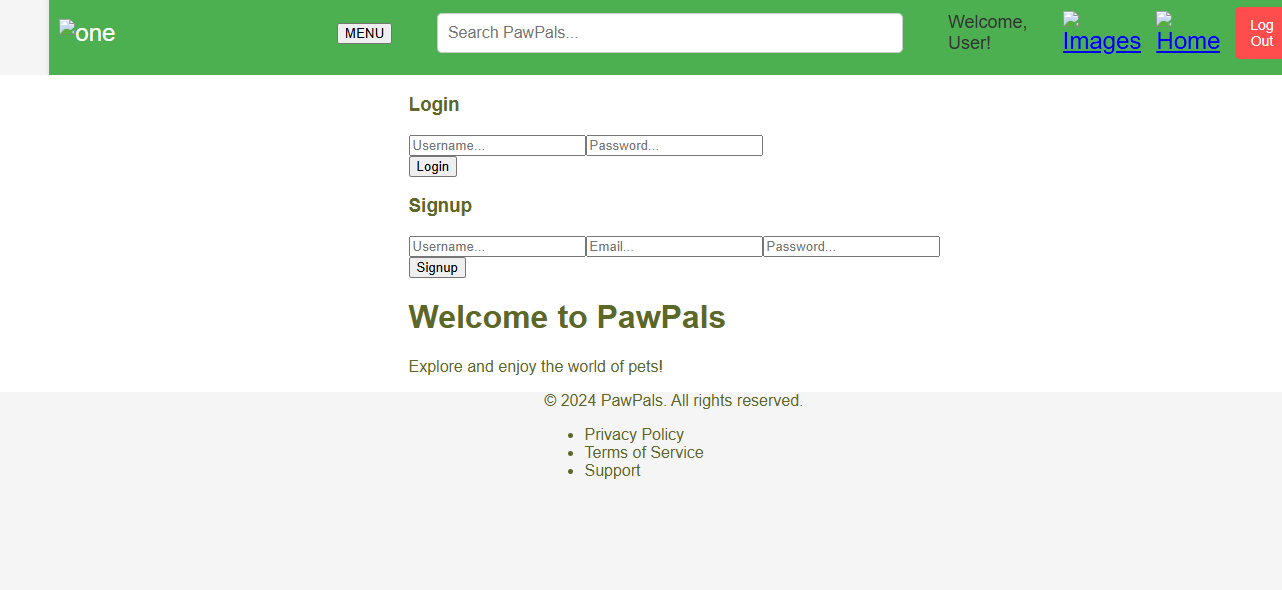 one
MENU
Search PawPals...
Welcome,
User!
Images
Home
Log
Out
Login
Username... Password...
Login
Signup
Username... Email... Password...
Signup
Welcome to PawPals
Explore and enjoy the world of pets!
© 2024 PawPals. All rights reserved.
Privacy Policy
Terms of Service
Support